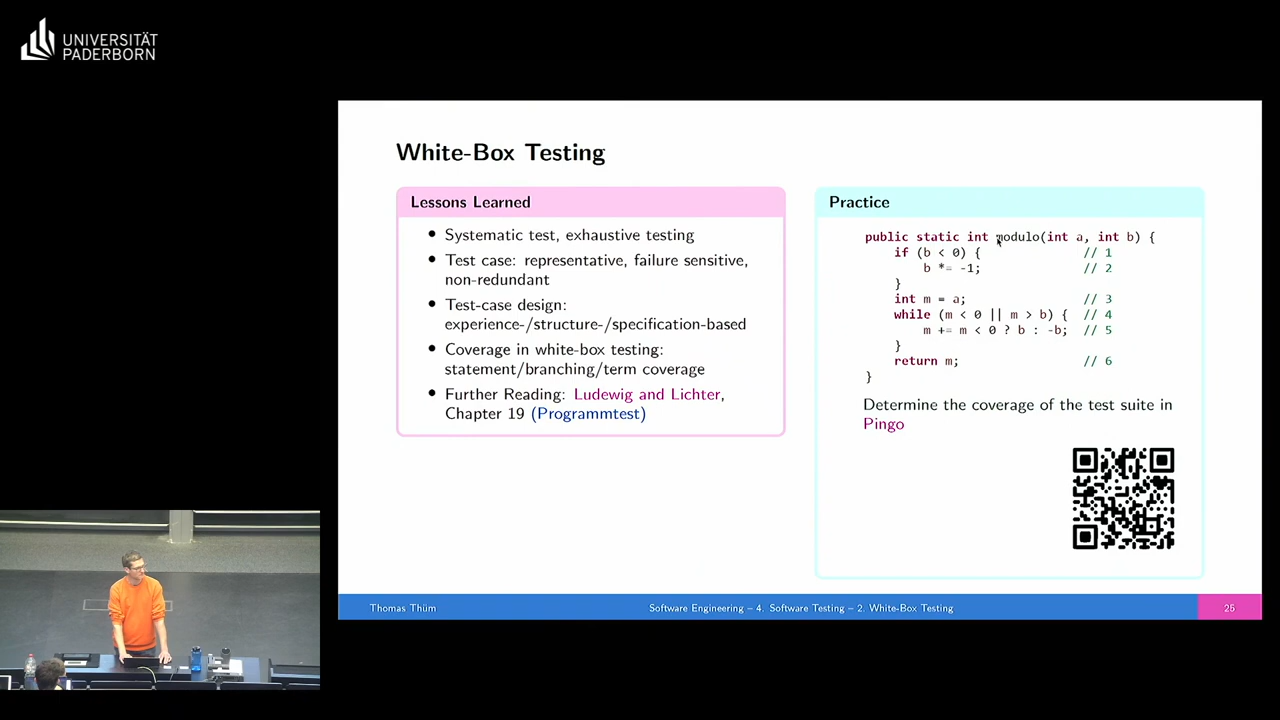 UNIVERSITÄT
PADERBORN
White-Box Testing
Lessons Learned
• Systematic test, exhaustive testing
• Test case: representative, failure sensitive,
non-redundant
• Test-case design:
experience-/structure-/specification-based
• Coverage in white-box testing:
statement/branching/term coverage
• Further Reading: Ludewig and Lichter,
Chapter 19 (Programmtest)
Practice
public static int modulo(int a, int b) {
if (b < 0) { // 1
b *= -1; // 2
}
int m = a; // 3
while (m < 0 || m > b) { // 4
m += m < 0 ? b : -b; // 5
}
return m; // 6
}
Determine the coverage of the test suite in
Pingo
Thomas Thüm
Software Engineering – 4. Software Testing – 2. White-Box Testing
25